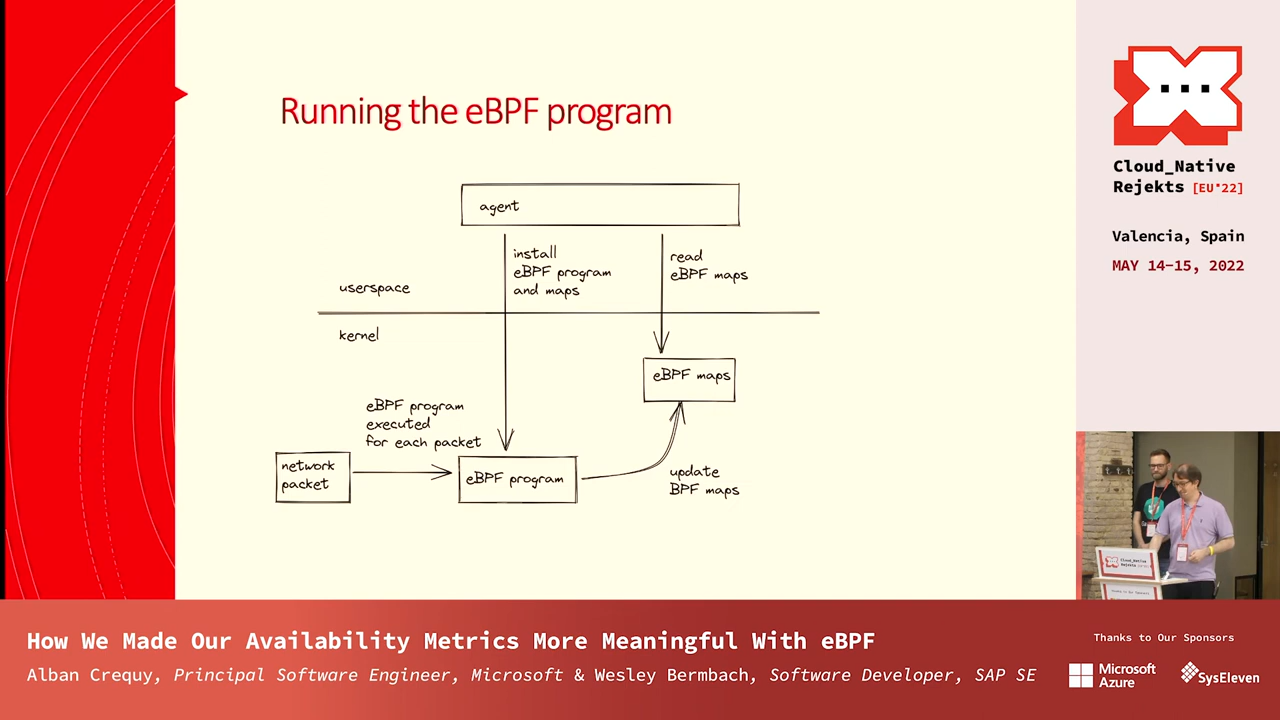 Running the eBPF program
agent
install
eBPF program
and maps
read
eBPF maps
userspace
kernel
eBPF maps
eBPF program
executed
for each packet
network
packet
eBPF program
update
BPF maps
Cloud_Native
Rejekts [EU*22]
Valencia, Spain
MAY 14-15, 2022
Cloud_Native
Rejekts
How We Made Our Availability Metrics More Meaningful With eBPF
Alban Crequy, Principal Software Engineer, Microsoft & Wesley Bermbach, Software Developer, SAP SE
Thanks to Our Sponsors
Microsoft
Azure
SysEleven